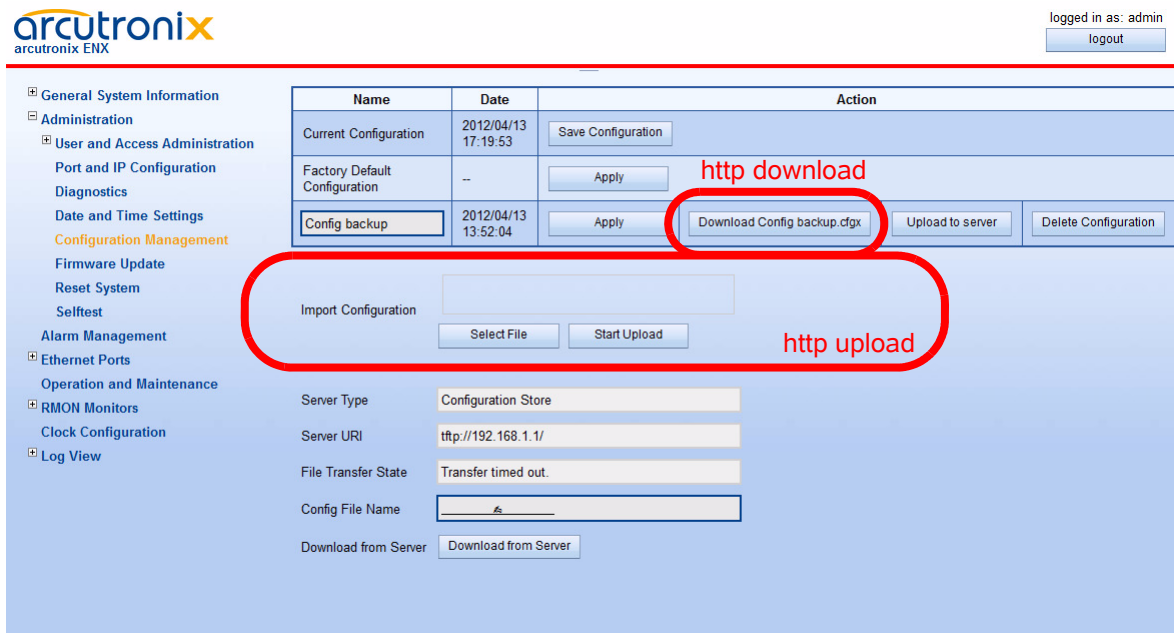 arcutronix
arcutronix ENX
logged in as: admin
logout
General System Information
Administration
User and Access Administration
Port and IP Configuration
Diagnostics
Date and Time Settings
Configuration Management
Firmware Update
Reset System
Selftest
Alarm Management
Ethernet Ports
Operation and Maintenance
RMON Monitors
Clock Configuration
Log View
Name Date Action
Current Configuration 2012/04/13 17:19:53 Save Configuration
Factory Default Configuration -- Apply
http download
Config backup 2012/04/13 13:52:04 Apply Download Config backup.cfgx Upload to server Delete Configuration
Import Configuration
Select File Start Upload
http upload
Server Type Configuration Store
Server URI tftp://192.168.1.1/
File Transfer State Transfer timed out.
Config File Name
Download from Server Download from Server